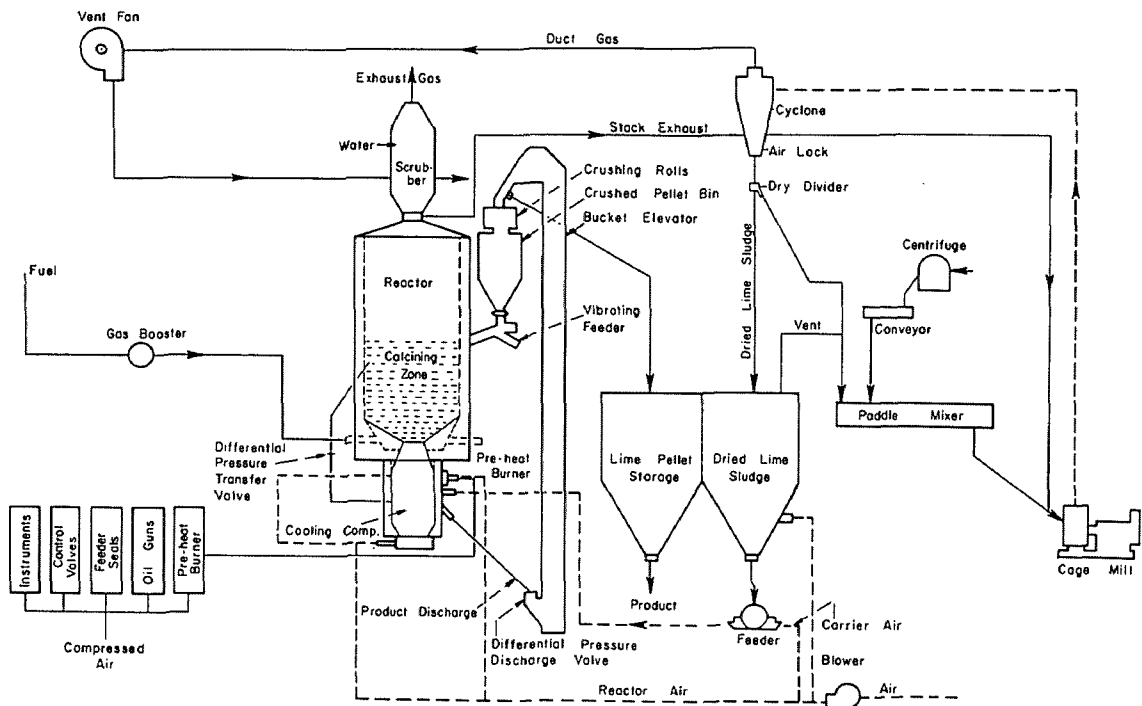 Vent Fan
Duct Gas
Exhaust Gas
Cyclone
Stack Exhaust
Water
Air Lock
Scrub-
ber
Crushing Rolls
Crushed Pellet Bin
Bucket Elevator
Dry Divider
Centrifuge
Fuel
Reactor
Dried Lime Sludge
Vibrating
Feeder
Vent
Conveyor
Gas Booster
Calcining
Zone
Paddle Mixer
Differential
Pressure
Transfer
Valve
Pre-heat
Burner
Lime Pellet
Storage
Dried Lime
Sludge
Cooling Comp.
Instruments
Control
Valves
Feeder
Seals
Oil Guns
Pre-heat
Burner
Cage Mill
Product Discharge
Product
Compressed
Air
Differential Pressure
Discharge Valve
Feeder
Carrier Air
Blower
Reactor Air
Air